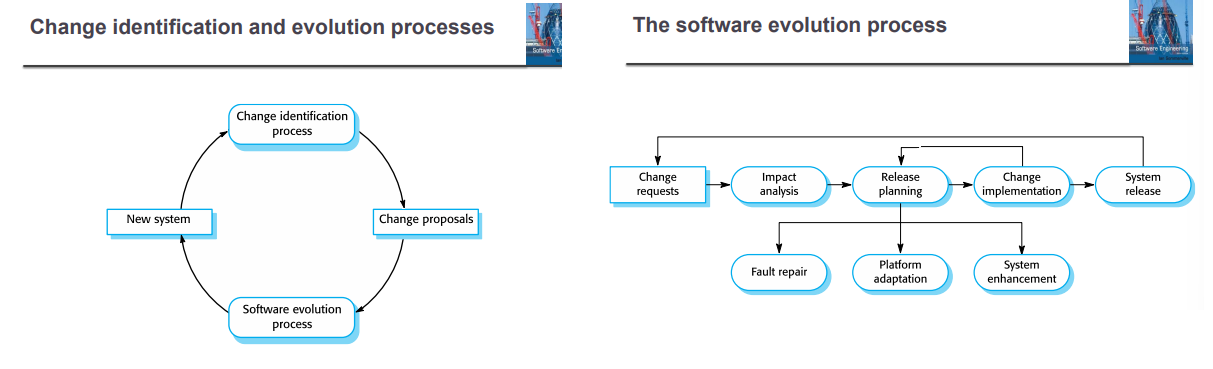 Change identification and evolution processes
Software En
Change identification
process
New system
Change proposals
Software evolution
process
The software evolution process
Software Engineering
Change
requests
Impact
analysis
Release
planning
Change
implementation
System
release
Fault repair
Platform
adaptation
System
enhancement